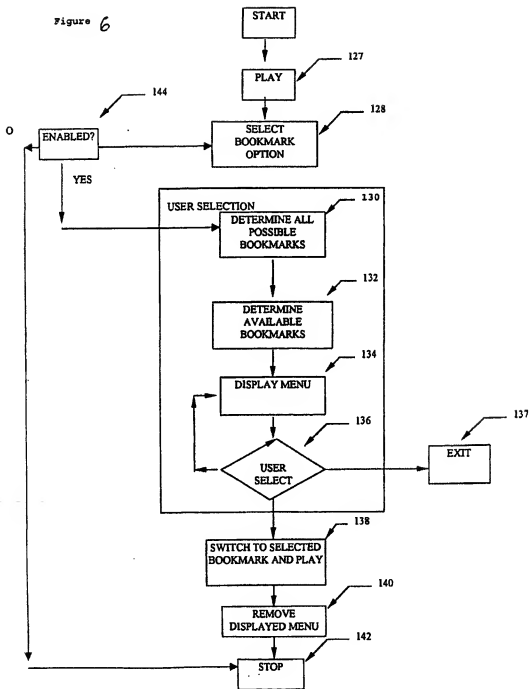 Figure 6
START
127
PLAY
144
128
O
ENABLED?
SELECT
BOOKMARK
OPTION
YES
USER SELECTION
130
DETERMINE ALL
POSSIBLE
BOOKMARKS
132
DETERMINE
AVAILABLE
BOOKMARKS
134
DISPLAY MENU
136
137
USER
SELECT
EXIT
138
SWITCH TO SELECTED
BOOKMARK AND PLAY
140
REMOVE
DISPLAYED MENU
142
STOP